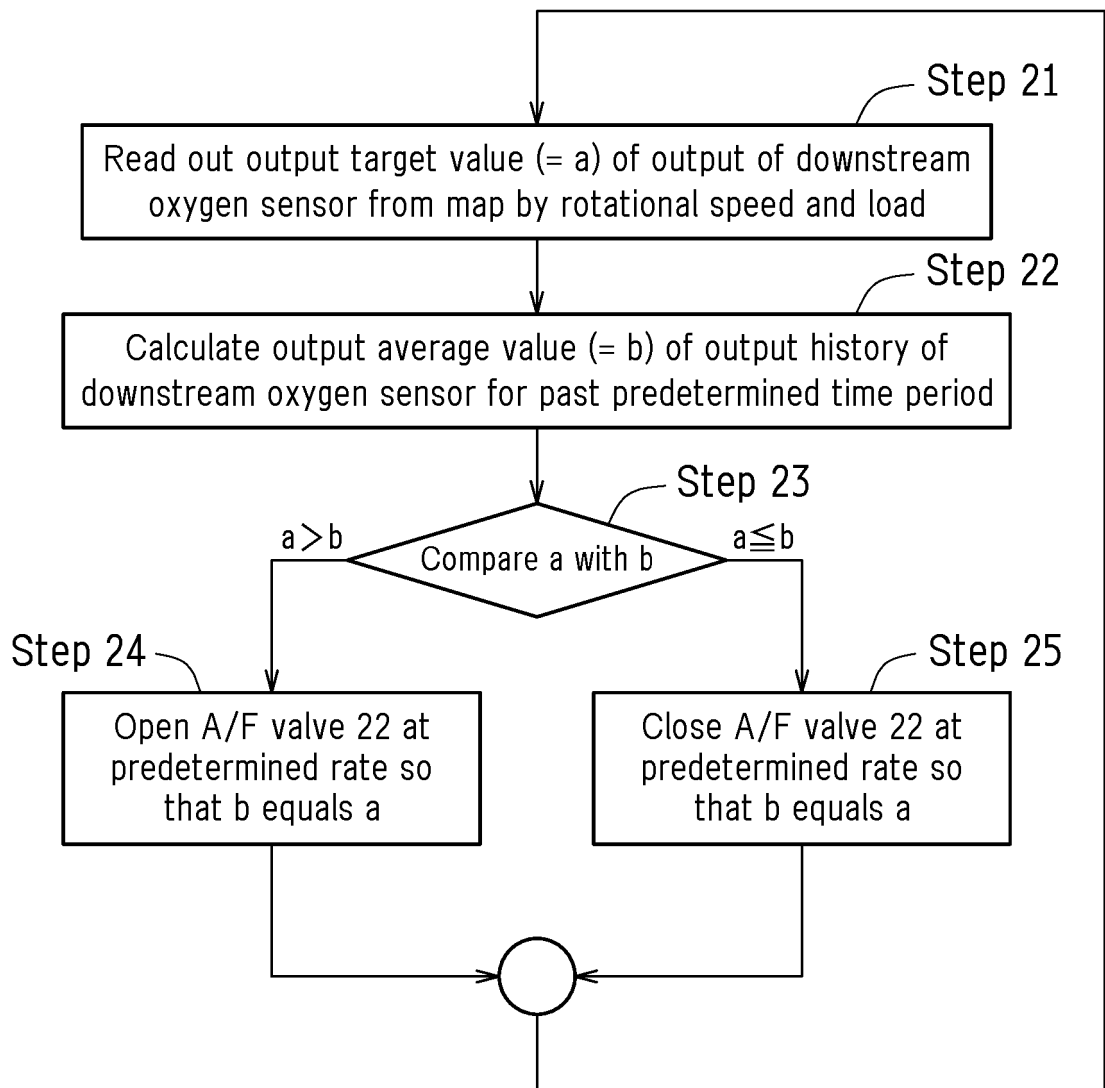 Step 21
Read out output target value (= a) of output of downstream
oxygen sensor from map by rotational speed and load
Step 22
Calculate output average value (= b) of output history of
downstream oxygen sensor for past predetermined time period
Step 23
a>b
Compare a with b
a≦b
Step 24
Open A/F valve 22 at
predetermined rate so
that b equals a
Step 25
Close A/F valve 22 at
predetermined rate so
that b equals a